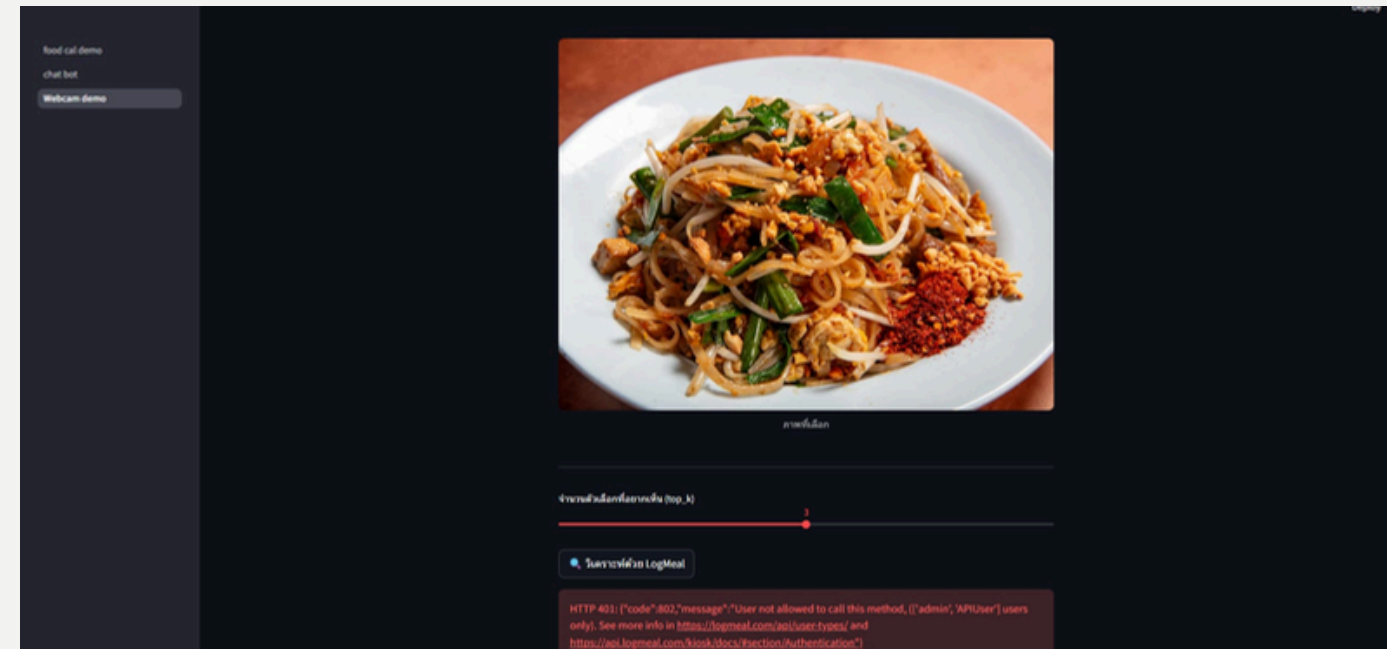 Deploy
food cal demo
chat bot
Webcam demo
ภาพที่เลือก
จำนวนตัวเลือกที่อยากเห็น (top_k)
3
วิเคราะห์ด้วย LogMeal
HTTP 401: {"code":802,"message":"User not allowed to call this method, (['admin', 'APIUser'] users
only). See more info in https://logmeal.com/api/user-types/ and
https://api.logmeal.com/kiosk/docs/#section/Authentication"}